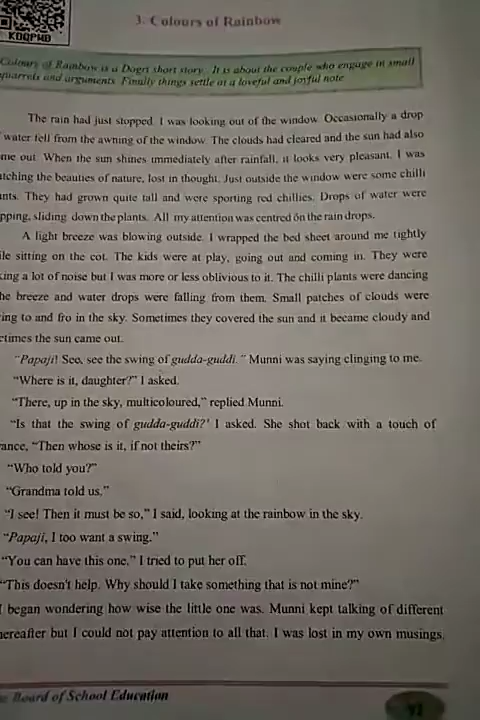 3. Colours of Rainbow
KDQPHD
Colours of Rainbow is a Dogri short story. It is about the couple who engage in small
quarrels and arguments. Finally things settle at a loveful and joyful note.
The rain had just stopped. I was looking out of the window. Occasionally a drop
water fell from the awning of the window. The clouds had cleared and the sun had also
me out. When the sun shines immediately after rainfall, it looks very pleasant. I was
tching the beauties of nature, lost in thought. Just outside the window were some chilli
nts. They had grown quite tall and were sporting red chillies. Drops of water were
pping, sliding down the plants. All my attention was centred on the rain drops.
A light breeze was blowing outside. I wrapped the bed sheet around me tightly
ile sitting on the cot. The kids were at play, going out and coming in. They were
king a lot of noise but I was more or less oblivious to it. The chilli plants were dancing
he breeze and water drops were falling from them. Small patches of clouds were
ing to and fro in the sky. Sometimes they covered the sun and it became cloudy and
etimes the sun came out.
"Papaji! See, see the swing of gudda-guddi." Munni was saying clinging to me.
"Where is it, daughter?" I asked.
"There, up in the sky, multicoloured," replied Munni.
"Is that the swing of gudda-guddi?' I asked. She shot back with a touch of
ance, "Then whose is it, if not theirs?"
"Who told you?"
"Grandma told us."
"I see! Then it must be so," I said, looking at the rainbow in the sky.
"Papaji, I too want a swing."
"You can have this one," I tried to put her off.
"This doesn't help. Why should I take something that is not mine?"
I began wondering how wise the little one was. Munni kept talking of different
hereafter but I could not pay attention to all that. I was lost in my own musings.
Board of School Education